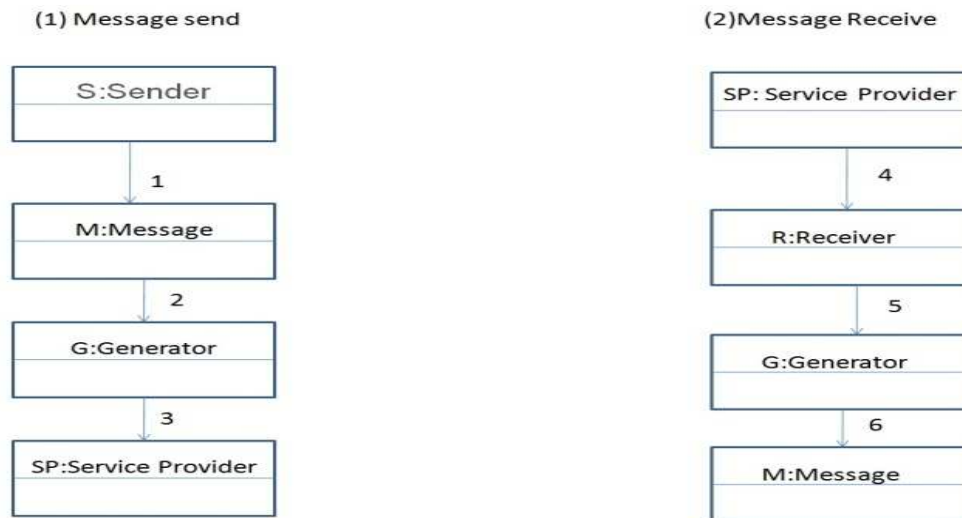 (1) Message send
S:Sender
1
M:Message
2
G:Generator
3
SP:Service Provider
(2)Message Receive
SP: Service Provider
4
R:Receiver
5
G:Generator
6
M:Message